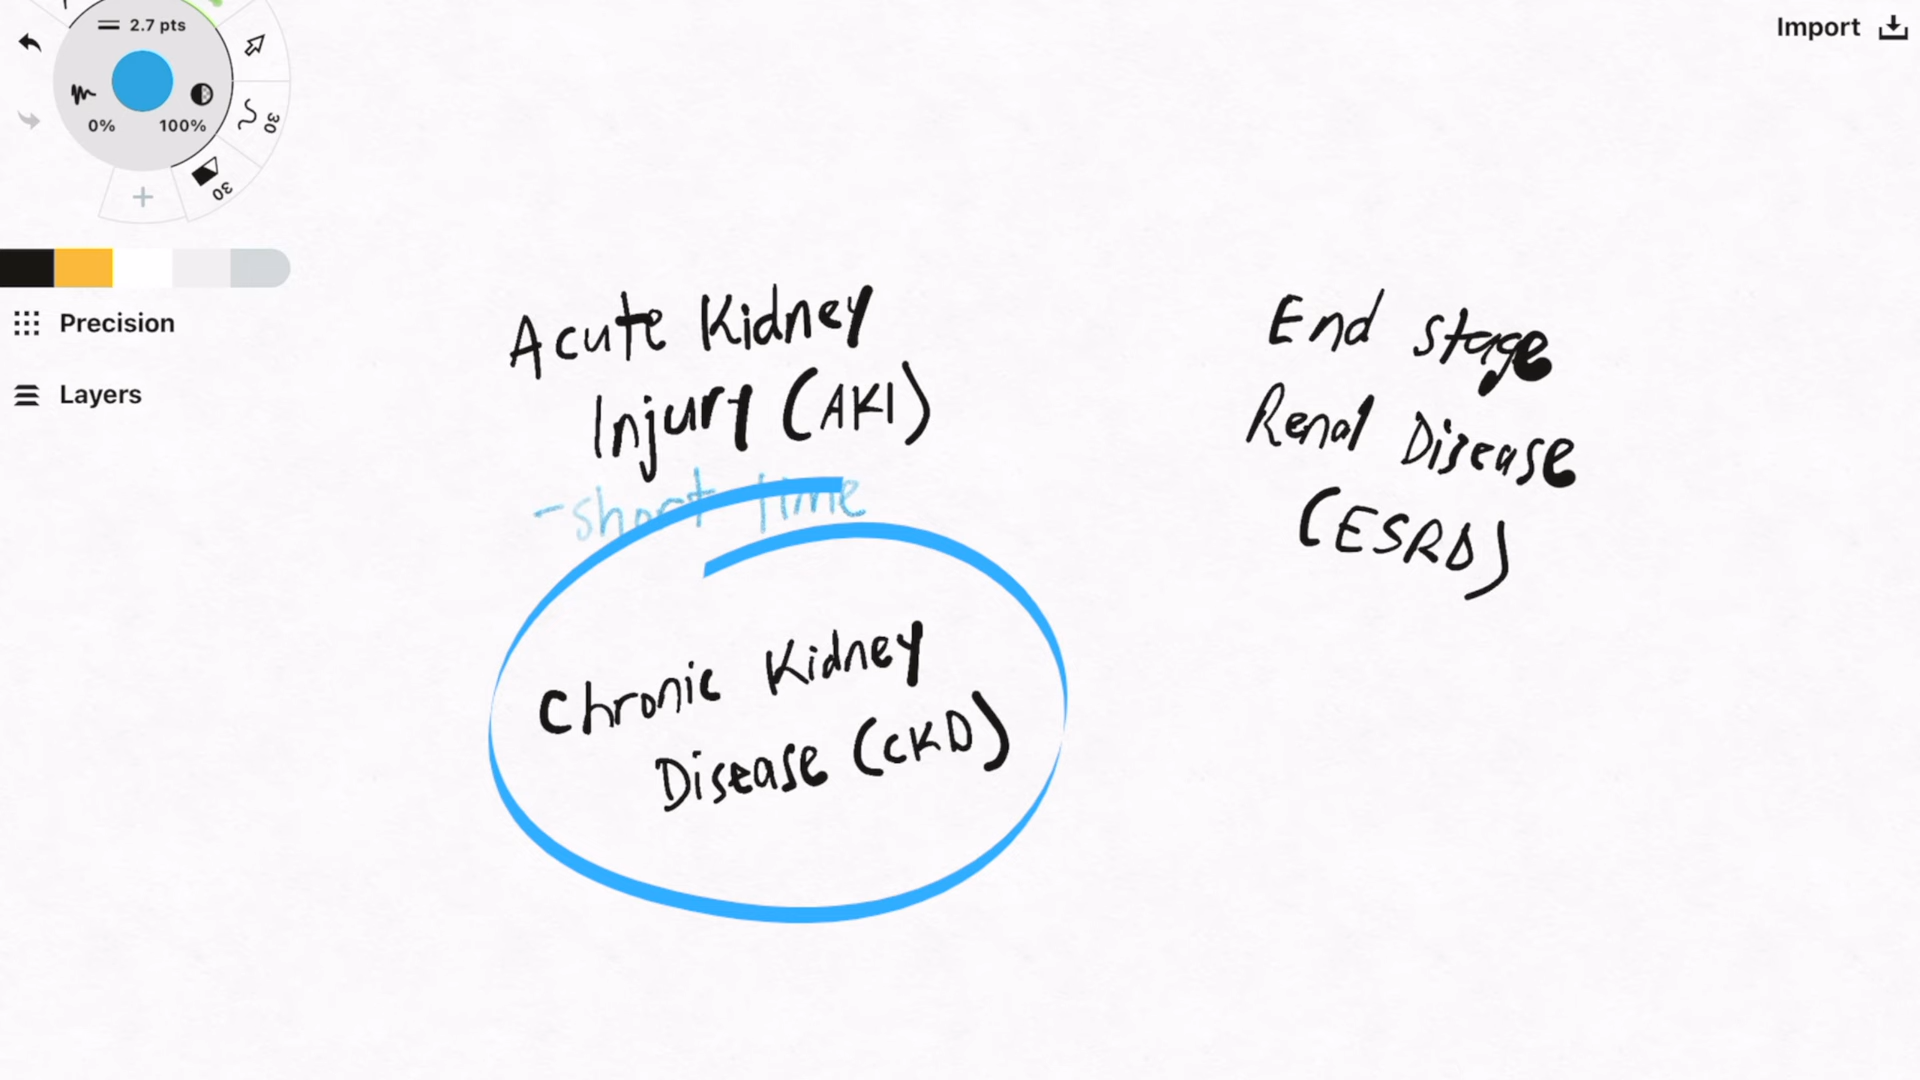 2.7 pts
0%
100%
30
30
+
Precision
Layers
Import
Acute Kidney
Injury (AKI)
-short time
Chronic Kidney
Disease (CKD)
End stage
Renal Disease
(ESRD)